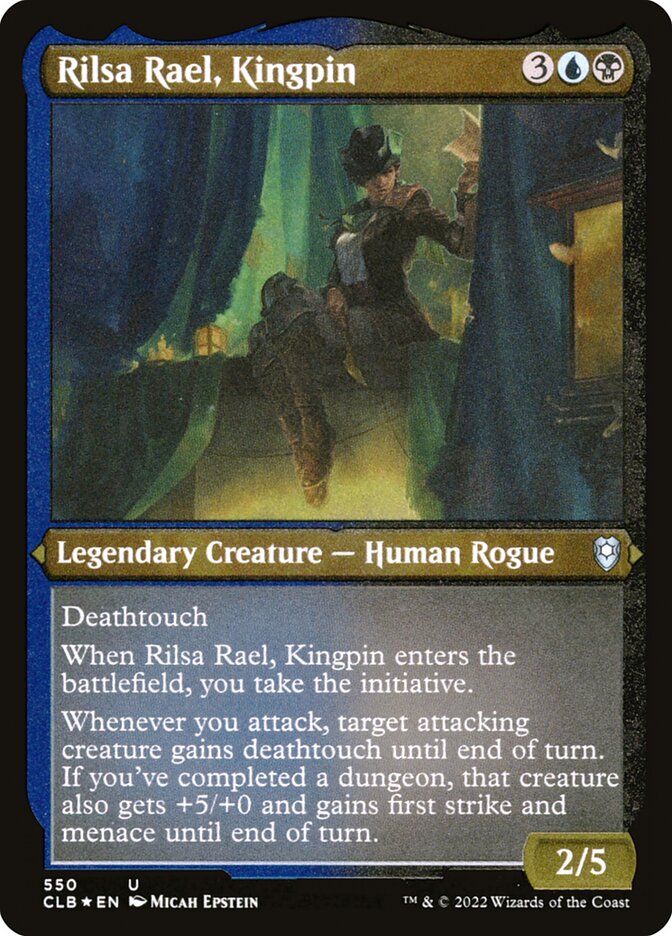 Rilsa Rael, Kingpin 3
Legendary Creature — Human Rogue
Deathtouch
When Rilsa Rael, Kingpin enters the
battlefield, you take the initiative.
Whenever you attack, target attacking
creature gains deathtouch until end of turn.
If you've completed a dungeon, that creature
also gets +5/+0 and gains first strike and
menace until end of turn.
2/5
550 U
CLB★EN Micah Epstein ™ & © 2022 Wizards of the Coast